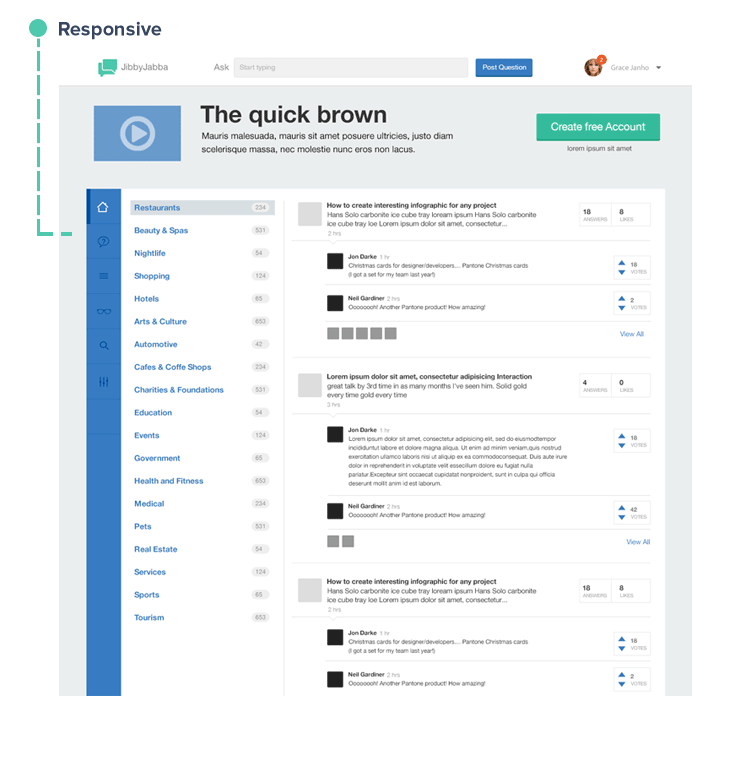 Responsive
JibbyJabba
Ask
Start typing
Post Question
2
Grace Janho
The quick brown
Mauris malesuada, mauris sit amet posuere ultricies, justo diam
scelerisque massa, nec molestie nunc eros non lacus.
Create free Account
lorem ipsum sit amet
Restaurants 234
Beauty & Spas 531
Nightlife 54
Shopping 124
Hotels 65
Arts & Culture 653
Automotive 42
Cafes & Coffe Shops 234
Charities & Foundations 531
Education 54
Events 124
Government 65
Health and Fitness 653
Medical 234
Pets 531
Real Estate 54
Services 124
Sports 65
Tourism 653
How to create interesting infographic for any project
Hans Solo carbonite ice cube tray loream ipsum Hans Solo carbonite
ice cube tray loe Lorem ipsum dolor sit amet, consectetur...
2 hrs
18 ANSWERS
8 LIKES
Jon Darke 1 hr
Christmas cards for designer/developers.... Pantone Christmas cards
(I got a set for my team last year!)
18 VOTES
Neil Gardiner 2 hrs
Ooooooh! Another Pantone product! How amazing!
2 VOTES
View All
Lorem ipsum dolor sit amet, consectetur adipisicing Interaction
great talk by 3rd time in as many months I've seen him. Solid gold
every time gold every time
3 hrs
4 ANSWERS
0 LIKES
Jon Darke 1 hr
Lorem ipsum dolor sit amet, consectetur adipisicing elit, sed do eiusmodtempor
incididuntut labore et dolore magna aliqua. Ut enim ad minim veniam,quis nostrud
exercitation ullamco laboris nisi ut aliquip ex ea commodoconsequat. Duis aute irure
dolor in reprehenderit in voluptate velit essecillum dolore eu fugiat nulla
pariatur.Excepteur sint occaecat cupidatat nonproident, sunt in culpa qui officia
deserunt mollit anim id est laborum.
18 VOTES
Neil Gardiner 2 hrs
Ooooooh! Another Pantone product! How amazing!
42 VOTES
View All
How to create interesting infographic for any project
Hans Solo carbonite ice cube tray loream ipsum Hans Solo carbonite
ice cube tray loe Lorem ipsum dolor sit amet, consectetur...
2 hrs
18 ANSWERS
8 LIKES
Jon Darke 1 hr
Christmas cards for designer/developers.... Pantone Christmas cards
(I got a set for my team last year!)
18 VOTES
Neil Gardiner 2 hrs
Ooooooh! Another Pantone product! How amazing!
2 VOTES